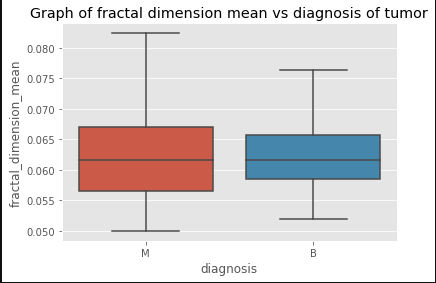 Graph of fractal dimension mean vs diagnosis of tumor
fractal_dimension_mean
0.080
0.075
0.070
0.065
0.060
0.055
0.050
M
B
diagnosis